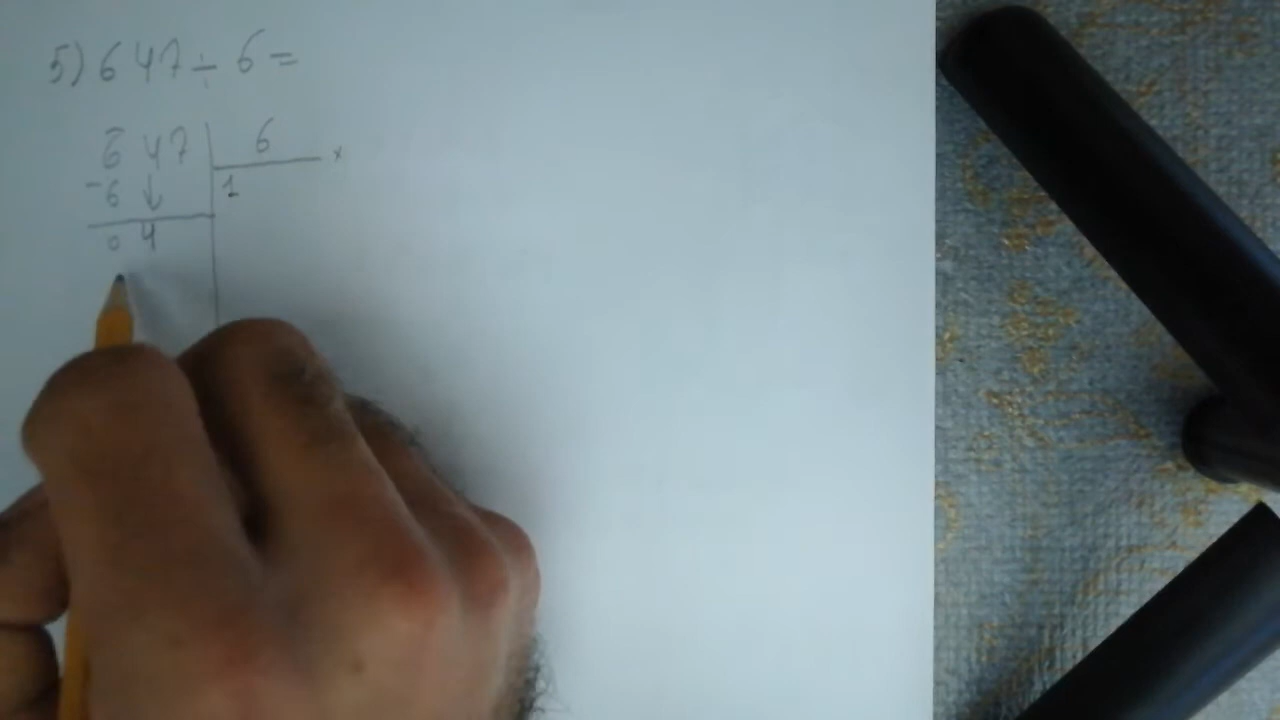 5) 647 ÷ 6 =
647 | 6 x
-6 ↓ | 1
04